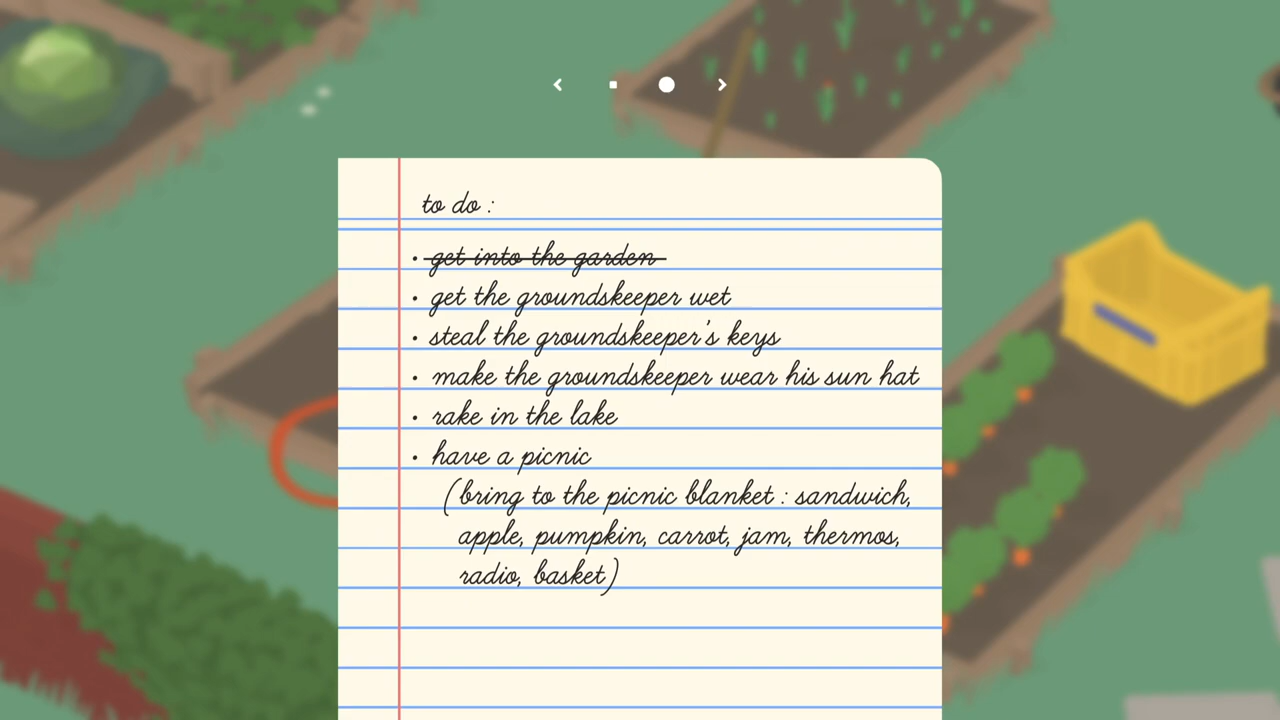 to do :
• get into the garden
• get the groundskeeper wet
• steal the groundskeeper's keys
• make the groundskeeper wear his sun hat
• rake in the lake
• have a picnic
(bring to the picnic blanket : sandwich,
apple, pumpkin, carrot, jam, thermos,
radio, basket)